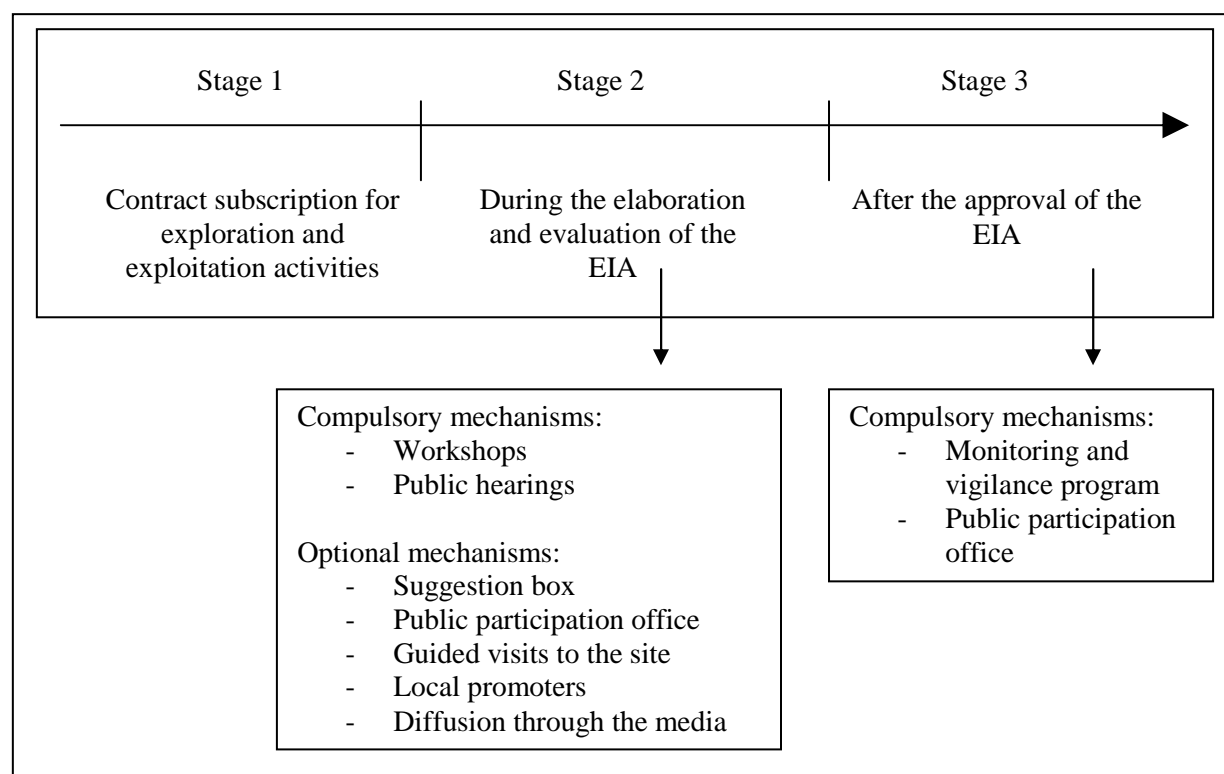 Stage 1
Stage 2
Stage 3
Contract subscription for
exploration and
exploitation activities
During the elaboration
and evaluation of the
EIA
After the approval of the
EIA
Compulsory mechanisms:
- Workshops
- Public hearings
Optional mechanisms:
- Suggestion box
- Public participation office
- Guided visits to the site
- Local promoters
- Diffusion through the media
Compulsory mechanisms:
- Monitoring and
vigilance program
- Public participation
office